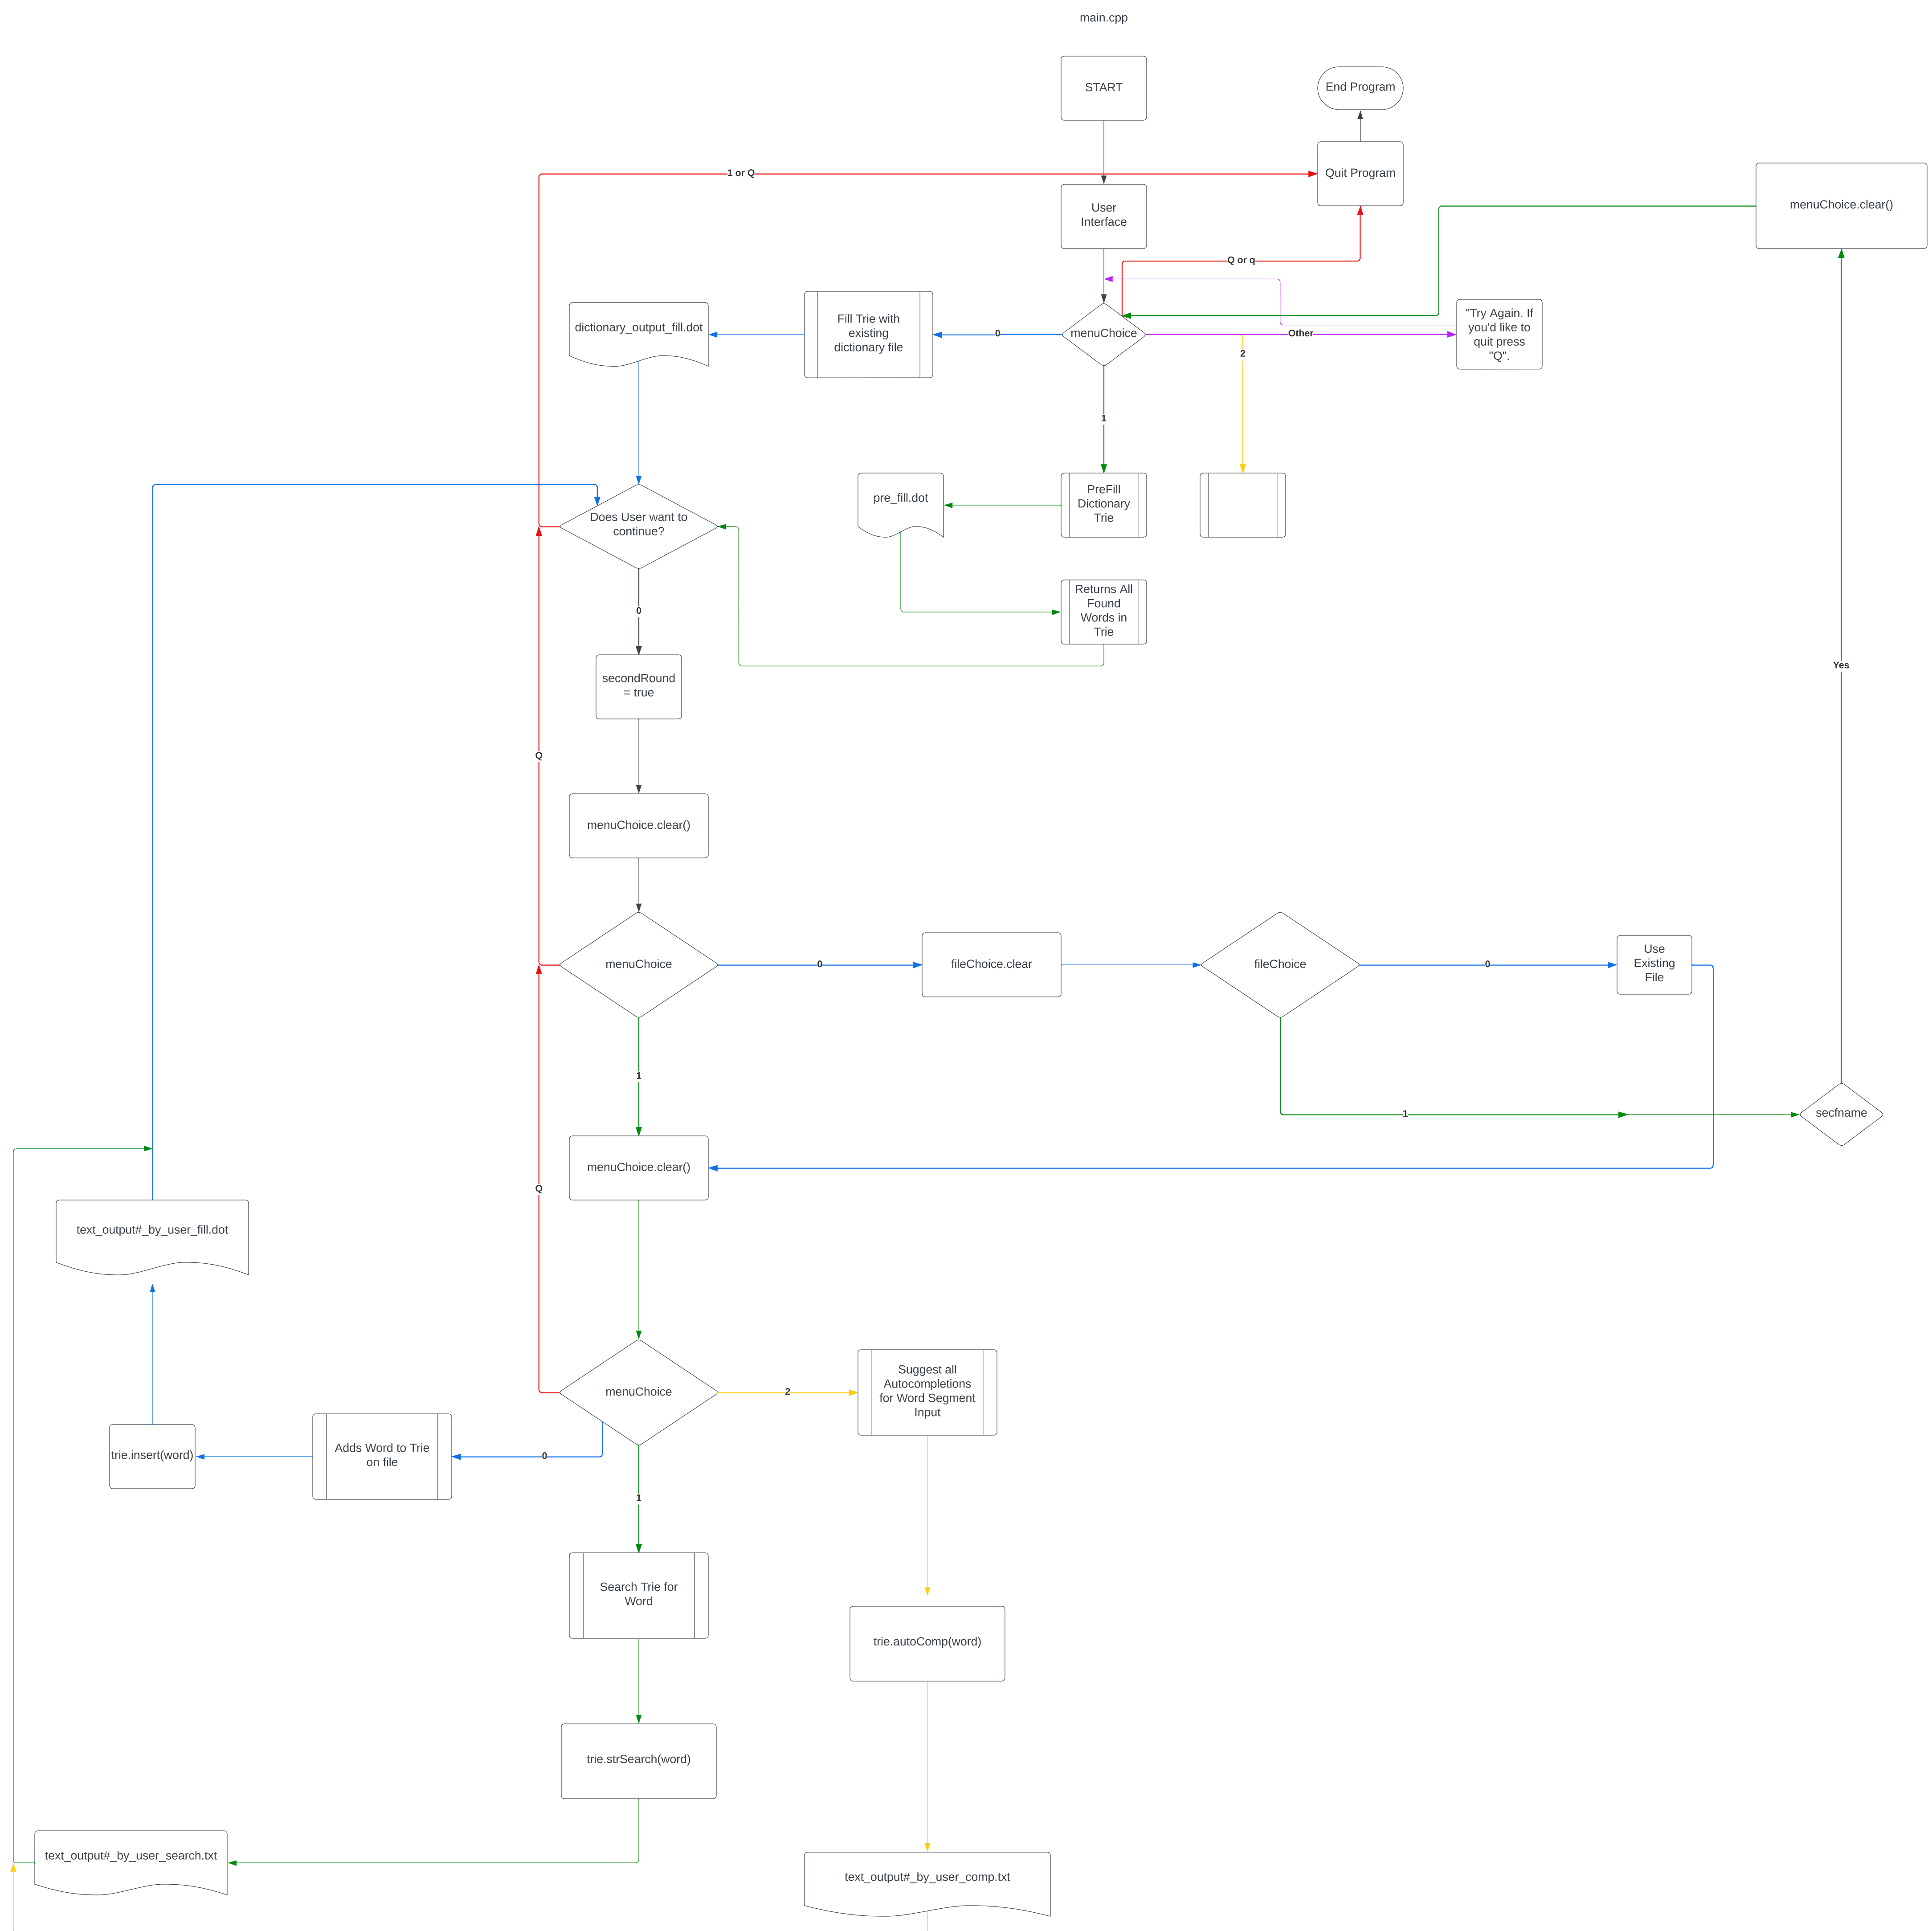 main.cpp
START
End Program
Quit Program
1 or Q
User
Interface
menuChoice.clear()
Q or q
dictionary_output_fill.dot
Fill Trie with
existing
dictionary file
0
menuChoice
Other
2
"Try Again. If
you'd like to
quit press
"Q".
1
pre_fill.dot
PreFill
Dictionary
Trie
Does User want to
continue?
Returns All
Found
Words in
Trie
0
secondRound
= true
Yes
Q
menuChoice.clear()
menuChoice
0
fileChoice.clear
fileChoice
0
Use
Existing
File
1
1
secfname
menuChoice.clear()
Q
text_output#_by_user_fill.dot
menuChoice
2
Suggest all
Autocompletions
for Word Segment
Input
trie.insert(word)
Adds Word to Trie
on file
0
1
Search Trie for
Word
trie.autoComp(word)
trie.strSearch(word)
text_output#_by_user_search.txt
text_output#_by_user_comp.txt